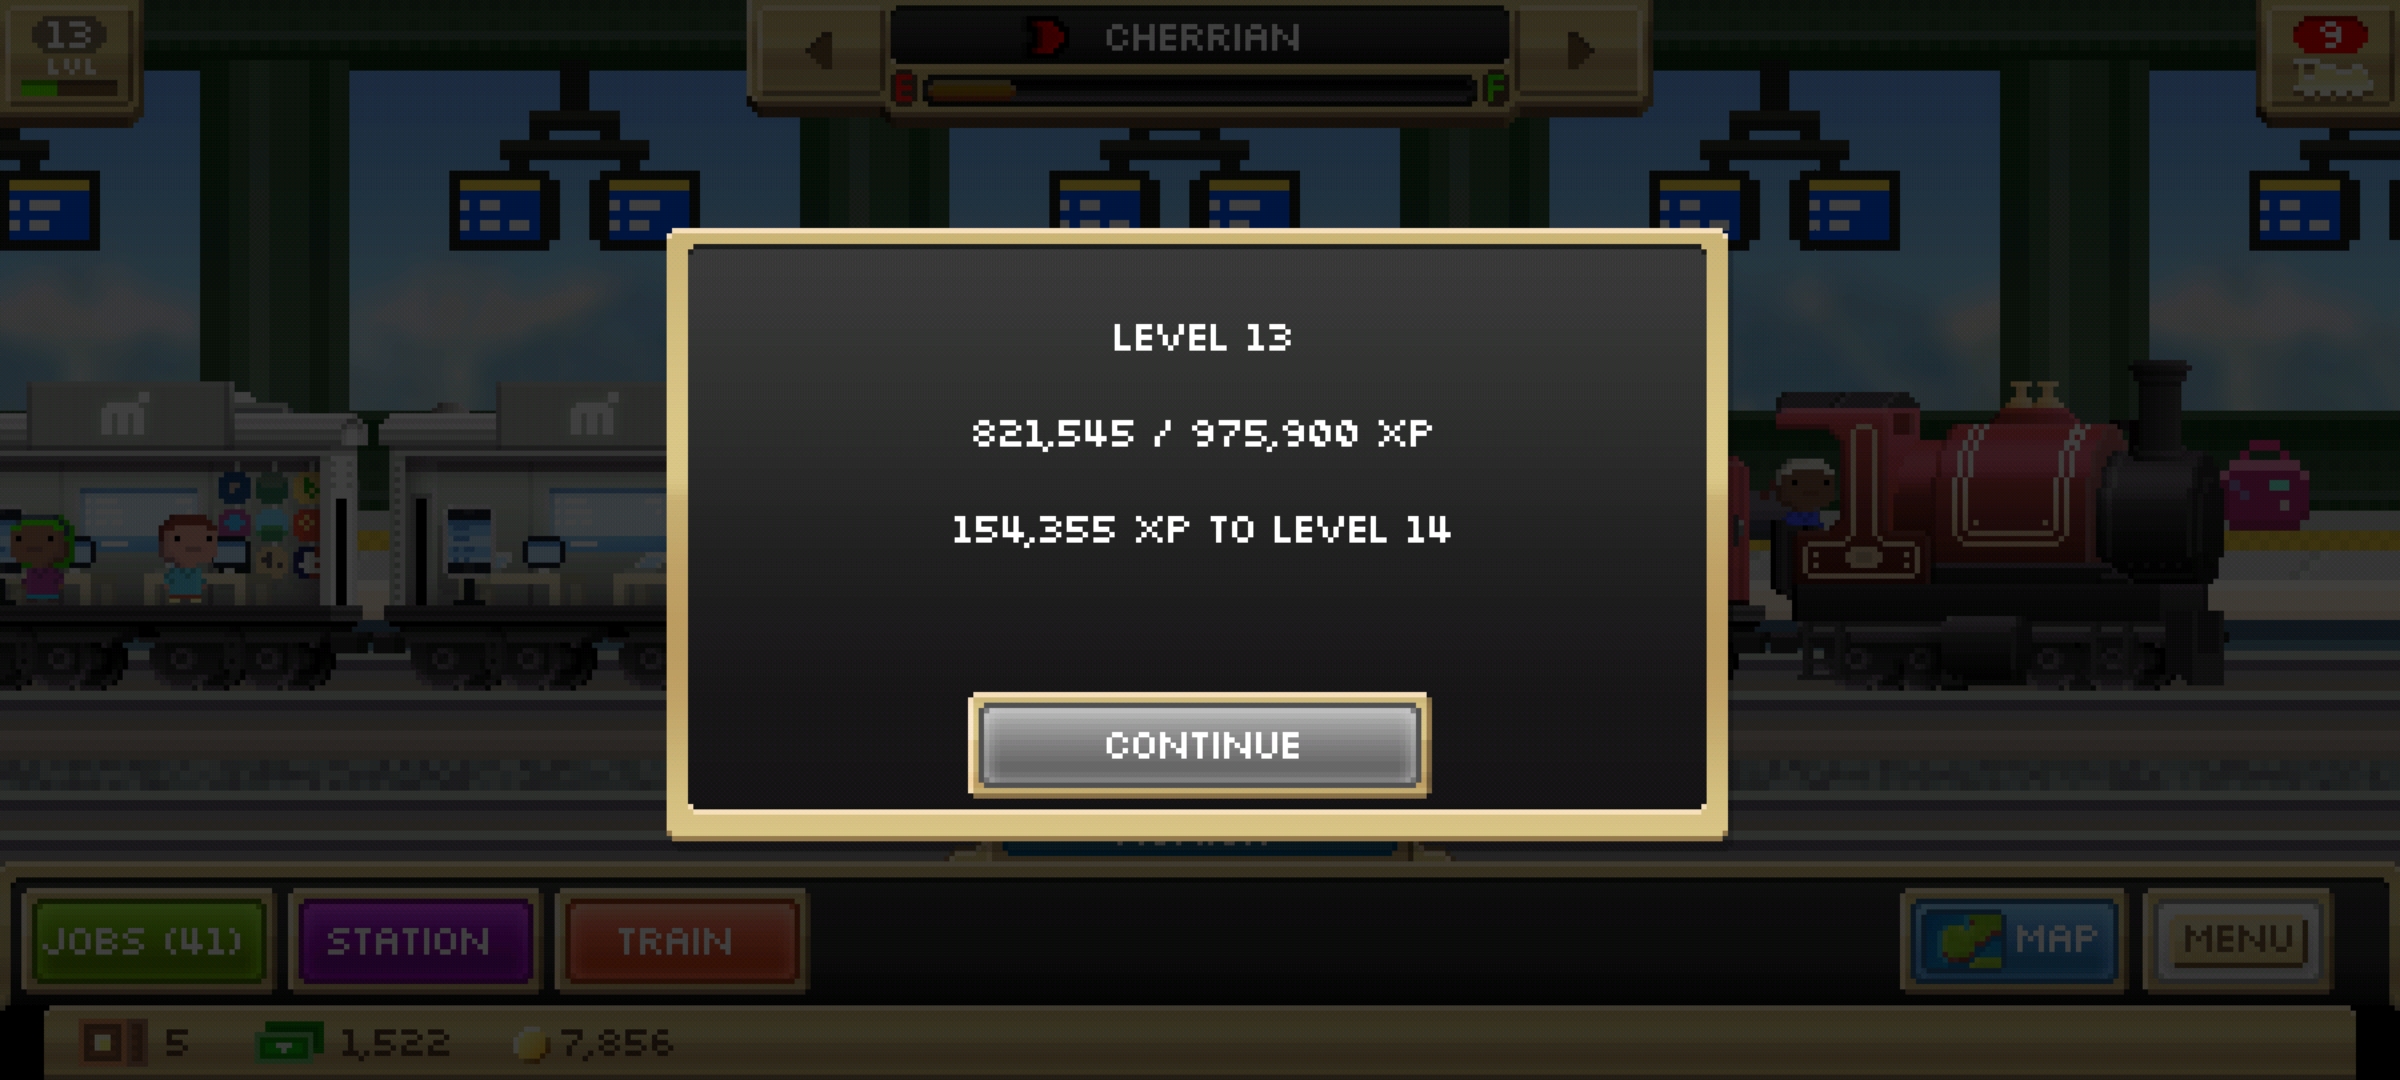 13
LVL
CHERRIAN
E
F
9
LEVEL 13
821,545 / 975,900 XP
154,355 XP TO LEVEL 14
CONTINUE
JOBS (41)
STATION
TRAIN
MAP
MENU
5
1,522
7,856